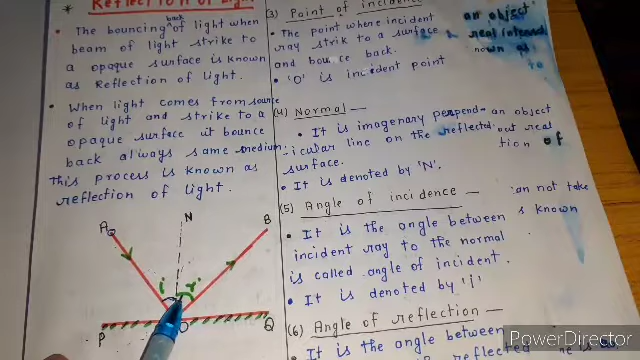 * Reflection of Light
• The bouncing back of light when
beam of light strike to
a opaque surface is known
as Reflection of Light.
• When light comes from source
of light and strike to a
opaque surface it bounce
back always same medium.
This process is known as
reflection of light.
A
N
B
i
r
P
O
Q
(3) Point of incidence
• The point where incident
ray strik to a surface
and bounce back.
• 'O' is incident point
(4) Normal —
• It is imagenary perpend-
icular line on the reflected
surface.
• It is denoted by 'N'.
(5) Angle of incidence —
• It is the angle between
incident ray to the normal
is called angle of incident.
• It is denoted by 'i'
(6) Angle of reflection —
• It is the angle between
an object
real
to
an object
out real
tion of
an not take
s known
PowerDirector